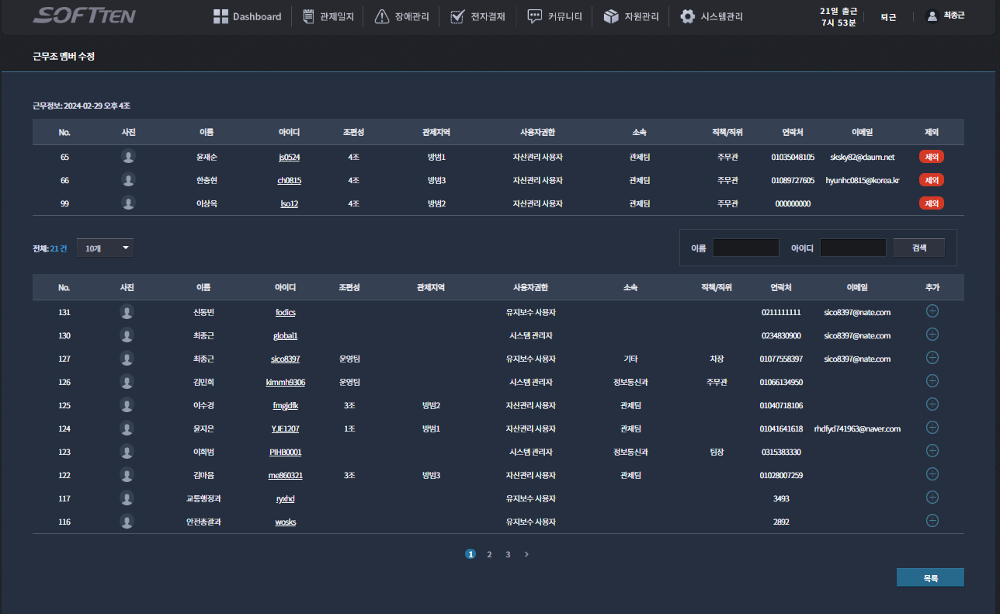 SOFTTEN Dashboard 관제일지 장애관리 전자결재 커뮤니티 자원관리 시스템관리 21일 출근 퇴근 최종근
7시 53분
근무조 멤버 수정
근무정보: 2024-02-29 오후 4조
No. 사진 이름 아이디 조편성 관제지역 사용자권한 소속 직책/직위 연락처 이메일 제외
65 윤재순 js0524 4조 방범1 자산관리 사용자 관제팀 주무관 01035048105 sksky82@daum.net 제외
66 한충현 ch0815 4조 방범3 자산관리 사용자 관제팀 주무관 01089727605 hyunhc0815@korea.kr 제외
99 이상욱 lso12 4조 방범2 자산관리 사용자 관제팀 주무관 000000000 제외
전체: 21 건 10개 이름 아이디 검색
No. 사진 이름 아이디 조편성 관제지역 사용자권한 소속 직책/직위 연락처 이메일 추가
131 신동빈 fodics 유지보수 사용자 0211111111 sico8397@nate.com
130 최종근 global1 시스템 관리자 0234830900 sico8397@nate.com
127 최종근 sico8397 운영팀 유지보수 사용자 기타 차장 01077558397 sico8397@nate.com
126 김민희 kimmh9306 운영팀 시스템 관리자 정보통신과 주무관 01066134950
125 이수경 fmgjdfk 3조 방범2 자산관리 사용자 관제팀 01040718106
124 윤지은 YJE1207 1조 방범1 자산관리 사용자 관제팀 01041641618 rhdfyd741963@naver.com
123 이희범 PIHB0001 시스템 관리자 정보통신과 팀장 0315383330
122 김마음 me860321 3조 방범3 자산관리 사용자 관제팀 01028007259
117 교통행정과 ryxhd 유지보수 사용자 3493
116 안전총괄과 wosks 유지보수 사용자 2892
1 2 3 >
목록